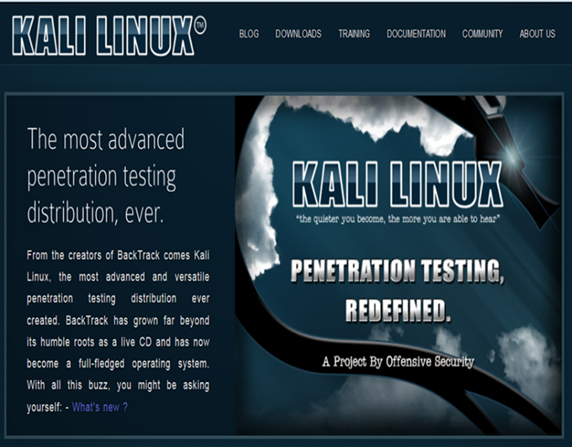 KALI LINUX TM
BLOG DOWNLOADS TRAINING DOCUMENTATION COMMUNITY ABOUT US
The most advanced
penetration testing
distribution, ever.
From the creators of BackTrack comes Kali
Linux, the most advanced and versatile
penetration testing distribution ever
created. BackTrack has grown far beyond
its humble roots as a live CD and has now
become a full-fledged operating system.
With all this buzz, you might be asking
yourself: - What's new ?
KALI LINUX
"the quieter you become, the more you are able to hear"
PENETRATION TESTING,
REDEFINED.
A Project By Offensive Security